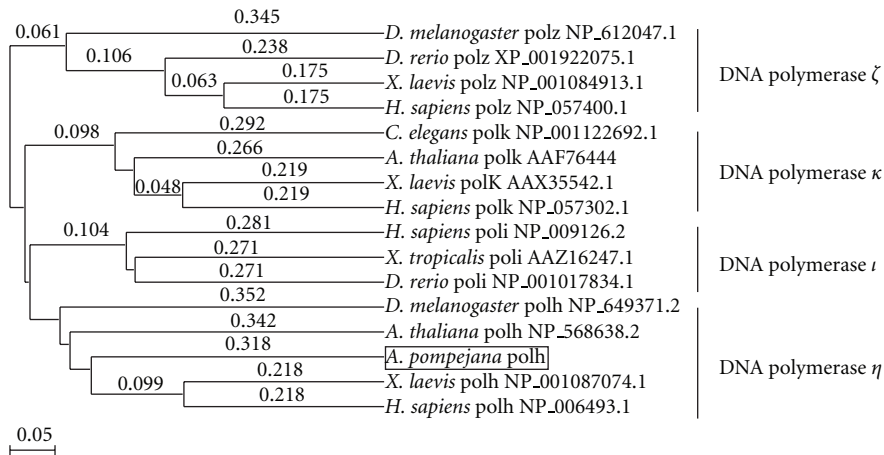 0.345
0.061
D. melanogaster polz NP_612047.1
0.238
0.106
D. rerio polz XP_001922075.1
0.175
0.063
X. laevis polz NP_001084913.1
DNA polymerase ζ
0.175
H. sapiens polz NP_057400.1
0.292
0.098
C. elegans polk NP_001122692.1
0.266
A. thaliana polk AAF76444
0.219
DNA polymerase κ
0.048
X. laevis polK AAX35542.1
0.219
H. sapiens polk NP_057302.1
0.281
0.104
H. sapiens poli NP_009126.2
0.271
X. tropicalis poli AAZ16247.1
DNA polymerase ι
0.271
D. rerio poli NP_001017834.1
0.352
D. melanogaster polh NP_649371.2
0.342
A. thaliana polh NP_568638.2
0.318
A. pompejana polh
DNA polymerase η
0.218
0.099
X. laevis polh NP_001087074.1
0.218
H. sapiens polh NP_006493.1
0.05